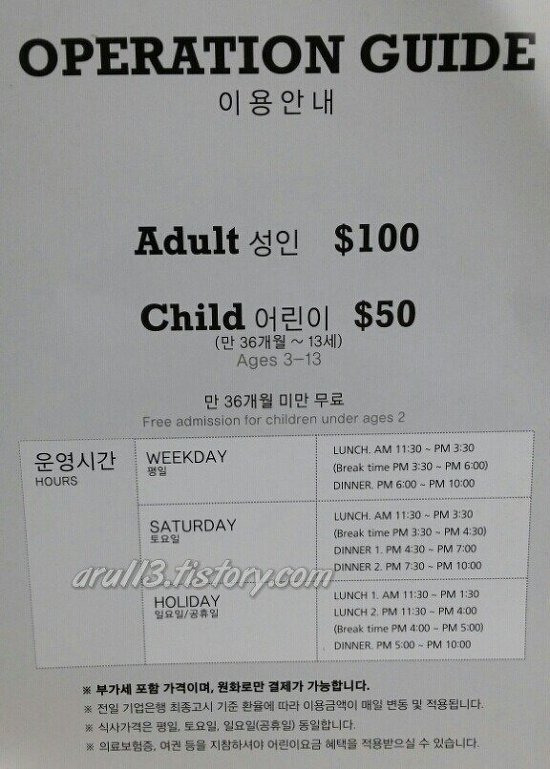 OPERATION GUIDE
이용안내
Adult 성인 $100
Child 어린이 $50
(만 36개월 ~ 13세)
Ages 3-13
만 36개월 미만 무료
Free admission for children under ages 2
운영시간
HOURS
WEEKDAY
평일
LUNCH. AM 11:30 ~ PM 3:30
(Break time PM 3:30 ~ PM 6:00)
DINNER. PM 6:00 ~ PM 10:00
SATURDAY
토요일
LUNCH. AM 11:30 ~ PM 3:30
(Break time PM 3:30 ~ PM 4:30)
DINNER 1. PM 4:30 ~ PM 7:00
DINNER 2. PM 7:30 ~ PM 10:00
arull3.tistory.com
HOLIDAY
일요일/공휴일
LUNCH 1. AM 11:30 ~ PM 1:30
LUNCH 2. PM 11:30 ~ PM 4:00
(Break time PM 4:00 ~ PM 5:00)
DINNER. PM 5:00 ~ PM 10:00
※ 부가세 포함 가격이며, 원화로만 결제가 가능합니다.
※ 전일 기업은행 최종고시 기준 환율에 따라 이용금액이 매일 변동 및 적용됩니다.
※ 식사가격은 평일, 토요일, 일요일(공휴일) 동일합니다.
※ 의료보험증, 여권 등을 지참하셔야 어린이요금 혜택을 적용받으실 수 있습니다.